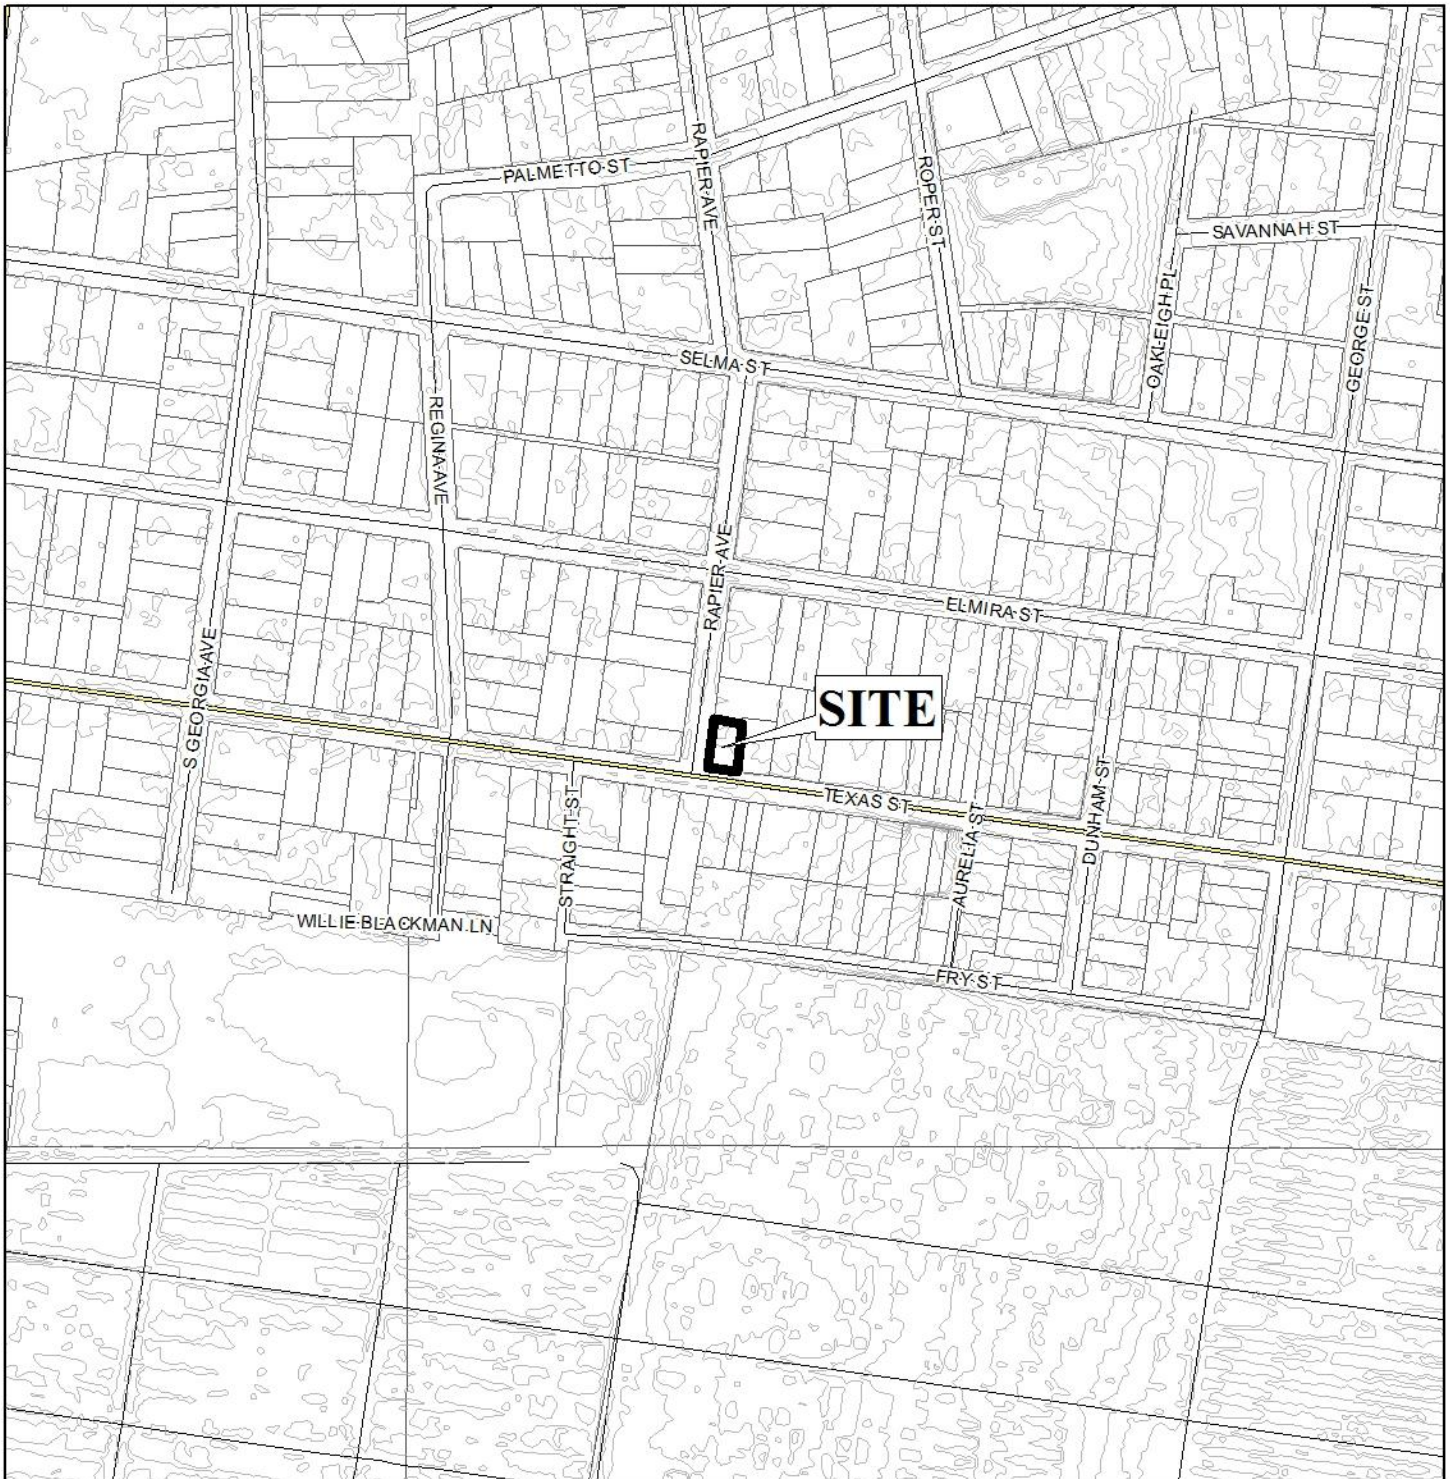 PALMETTO ST
RAPIER AVE
ROPER ST
SAVANNAH ST
OAKLEIGH PL
GEORGE ST
SELMA ST
REGINA AVE
RAPIER AVE
ELMIRA ST
S GEORGIA AVE
SITE
TEXAS ST
STRAIGHT ST
AURELIA ST
DUNHAM ST
WILLIE BLACKMAN LN
FRY ST